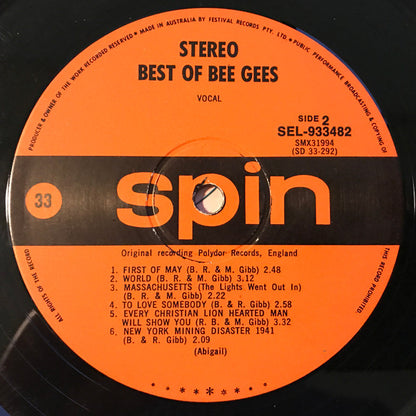 MADE IN AUSTRALIA BY FESTIVAL RECORDS PTY. LTD. • PUBLIC PERFORMANCE BROADCASTING & COPYING OF
PRODUCER & OWNER OF THE WORK RECORDED RESERVED •
STEREO
BEST OF BEE GEES
VOCAL
SIDE 2
SEL-933482
SMX31994
(SD 33-292)
33
spin
Original recording Polydor Records, England
1. FIRST OF MAY (B. R. & M. Gibb) 2.48
2. WORLD (B. R. & M. Gibb) 3.12
3. MASSACHUSETTS (The Lights Went Out In)
(B. R. & M. Gibb) 2.22
4. TO LOVE SOMEBODY (B. & R. Gibb) 2.58
5. EVERY CHRISTIAN LION HEARTED MAN
WILL SHOW YOU (R. B. & M. Gibb) 3.32
6. NEW YORK MINING DISASTER 1941
(B. & R. Gibb) 2.09
(Abigail)
ALL RIGHTS OF THE RECORD
THIS RECORD PROHIBITED.